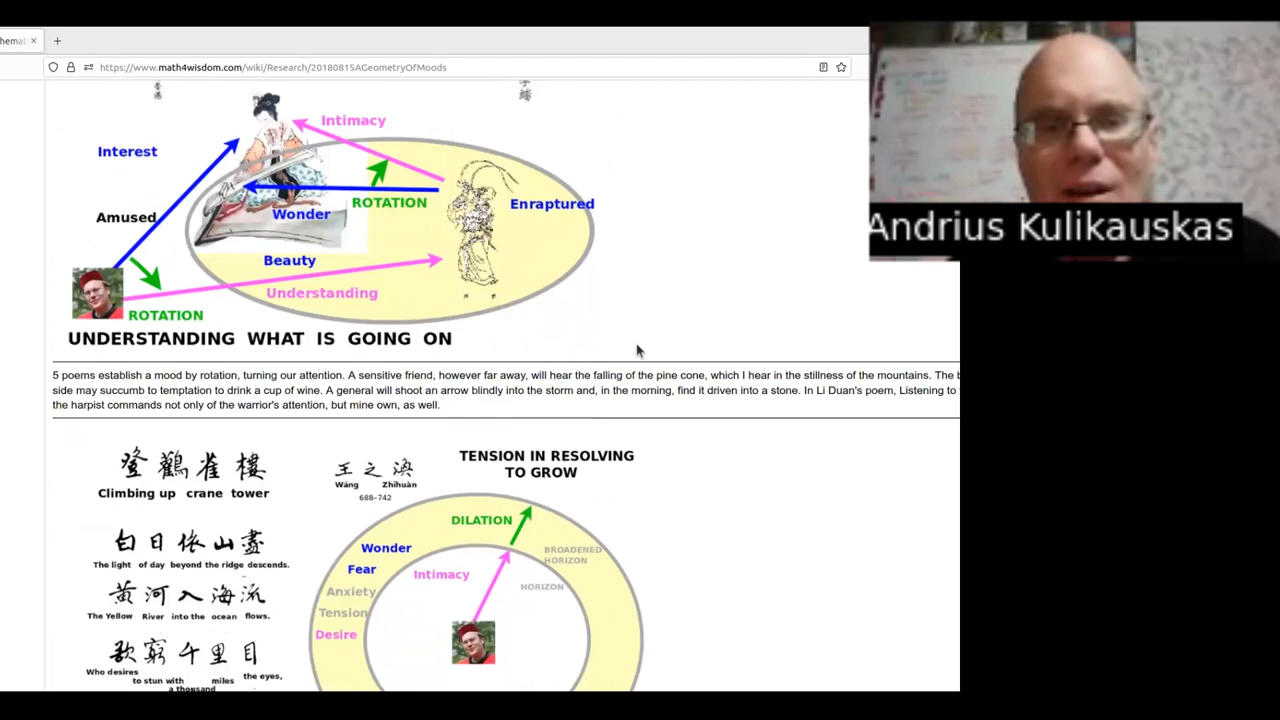 hemat
https://www.math4wisdom.com/wiki/Research/20180815AGeometryOfMoods
Andrius Kulikauskas
Intimacy
Interest
ROTATION
Amused
Wonder
Enraptured
Beauty
Understanding
ROTATION
UNDERSTANDING WHAT IS GOING ON
5 poems establish a mood by rotation, turning our attention. A sensitive friend, however far away, will hear the falling of the pine cone, which I hear in the stillness of the mountains. The
side may succumb to temptation to drink a cup of wine. A general will shoot an arrow blindly into the storm and, in the morning, find it driven into a stone. In Li Duan's poem, Listening to
the harpist commands not only of the warrior's attention, but mine own, as well.
登鸛雀樓
Climbing up crane tower
王之渙
Wáng Zhīhuàn
688-742
TENSION IN RESOLVING
TO GROW
白日依山盡
The light of day beyond the ridge descends.
黃河入海流
The Yellow River into the ocean flows.
窮千里目
Who desires to stun with a thousand miles the eyes,
DILATION
BROADENED
HORIZON
Wonder
Fear
Anxiety
Tension
Desire
Intimacy
HORIZON